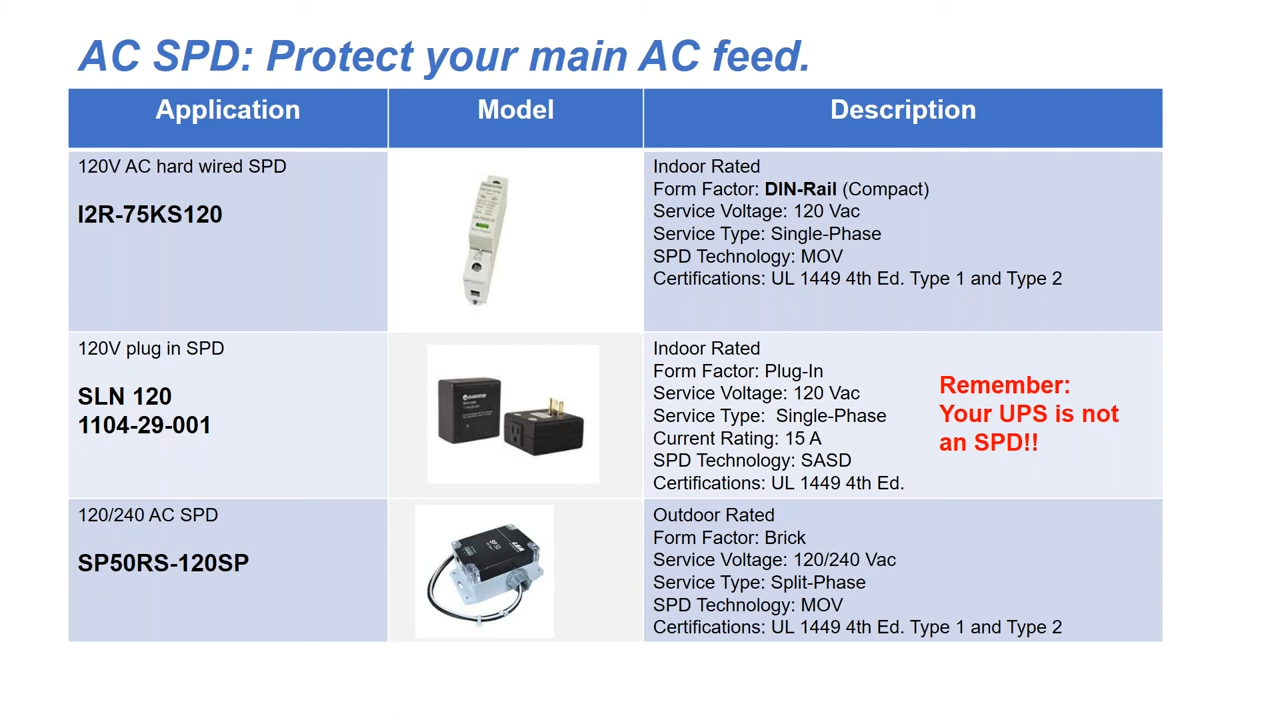 AC SPD: Protect your main AC feed.
Application
Model
Description
120V AC hard wired SPD
I2R-75KS120
Indoor Rated
Form Factor: DIN-Rail (Compact)
Service Voltage: 120 Vac
Service Type: Single-Phase
SPD Technology: MOV
Certifications: UL 1449 4th Ed. Type 1 and Type 2
120V plug in SPD
SLN 120
1104-29-001
Indoor Rated
Form Factor: Plug-In
Service Voltage: 120 Vac
Service Type:  Single-Phase
Current Rating: 15 A
SPD Technology: SASD
Certifications: UL 1449 4th Ed.
Remember:
Your UPS is not
an SPD!!
120/240 AC SPD
SP50RS-120SP
LEA
Outdoor Rated
Form Factor: Brick
Service Voltage: 120/240 Vac
Service Type: Split-Phase
SPD Technology: MOV
Certifications: UL 1449 4th Ed. Type 1 and Type 2